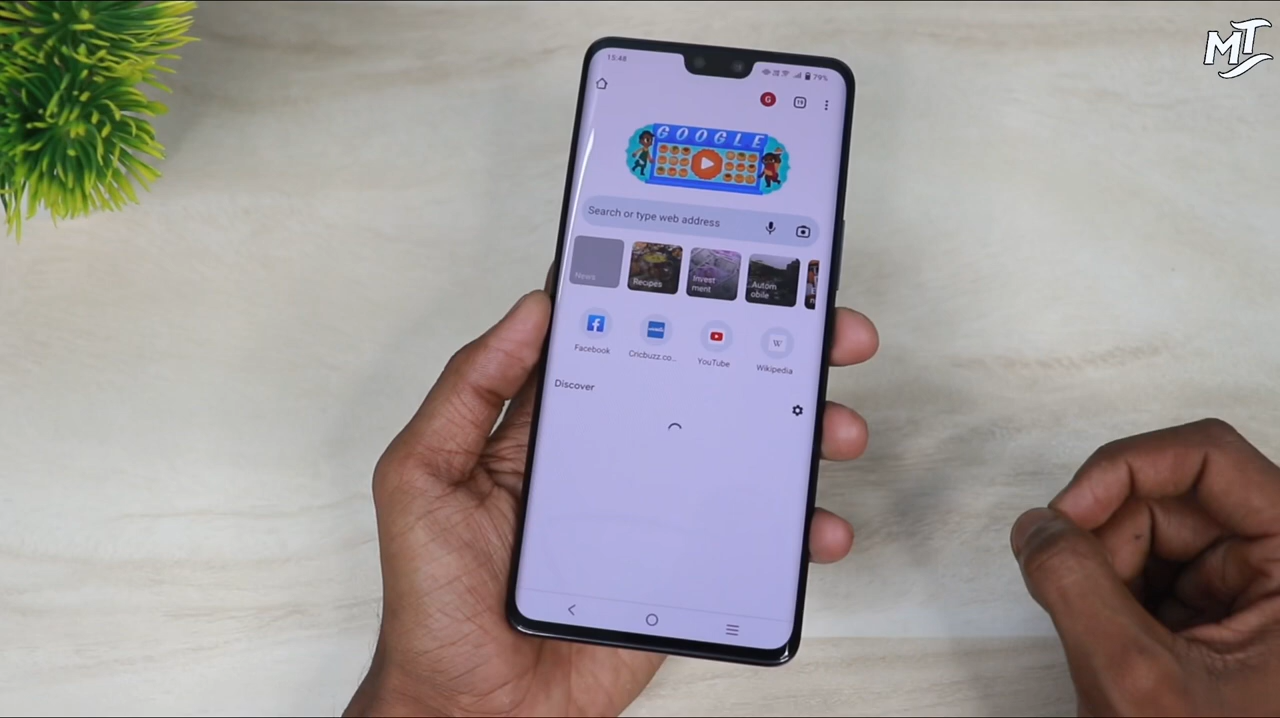 MT
15:48
79%
G
19
GOOGLE
Search or type web address
News
Recipes
Invest
ment
Autom
obile
Facebook
Cricbuzz.co...
YouTube
W
Wikipedia
Discover